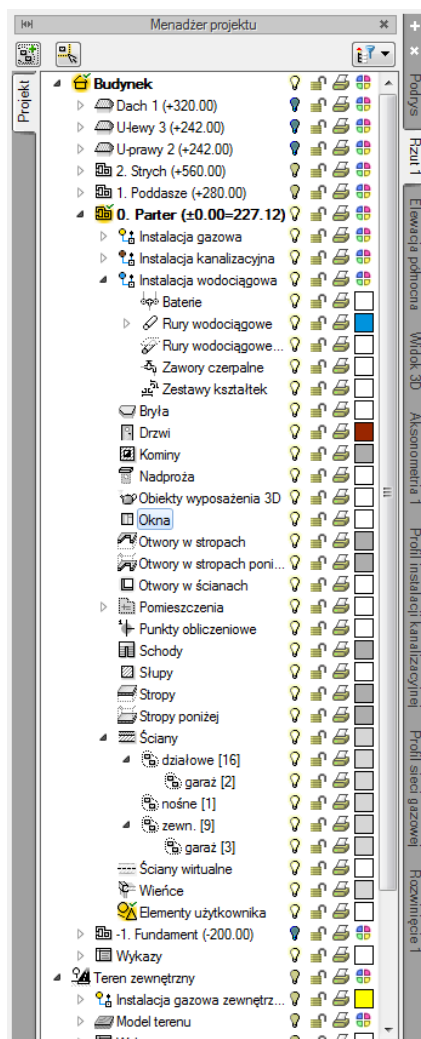 Menadżer projektu
Projekt
Budynek
Dach 1 (+320.00)
U-lewy 3 (+242.00)
U-prawy 2 (+242.00)
2. Strych (+560.00)
1. Poddasze (+280.00)
0. Parter (±0.00=227.12)
Instalacja gazowa
Instalacja kanalizacyjna
Instalacja wodociągowa
Baterie
Rury wodociągowe
Rury wodociągowe...
Zawory czerpalne
Zestawy kształtek
Bryła
Drzwi
Kominy
Nadproża
Obiekty wyposażenia 3D
Okna
Otwory w stropach
Otwory w stropach poni...
Otwory w ścianach
Pomieszczenia
Punkty obliczeniowe
Schody
Słupy
Stropy
Stropy poniżej
Ściany
działowe [16]
garaż [2]
nośne [1]
zewn. [9]
garaż [3]
Ściany wirtualne
Wieńce
Elementy użytkownika
-1. Fundament (-200.00)
Wykazy
Teren zewnętrzny
Instalacja gazowa zewnętrz...
Model terenu
Podrys
Rzut 1
Elewacja północna
Widok 3D
Aksonometria 1
Profil instalacji kanalizacyjnej
Profil sieci gazowej
Rozwinięcie 1